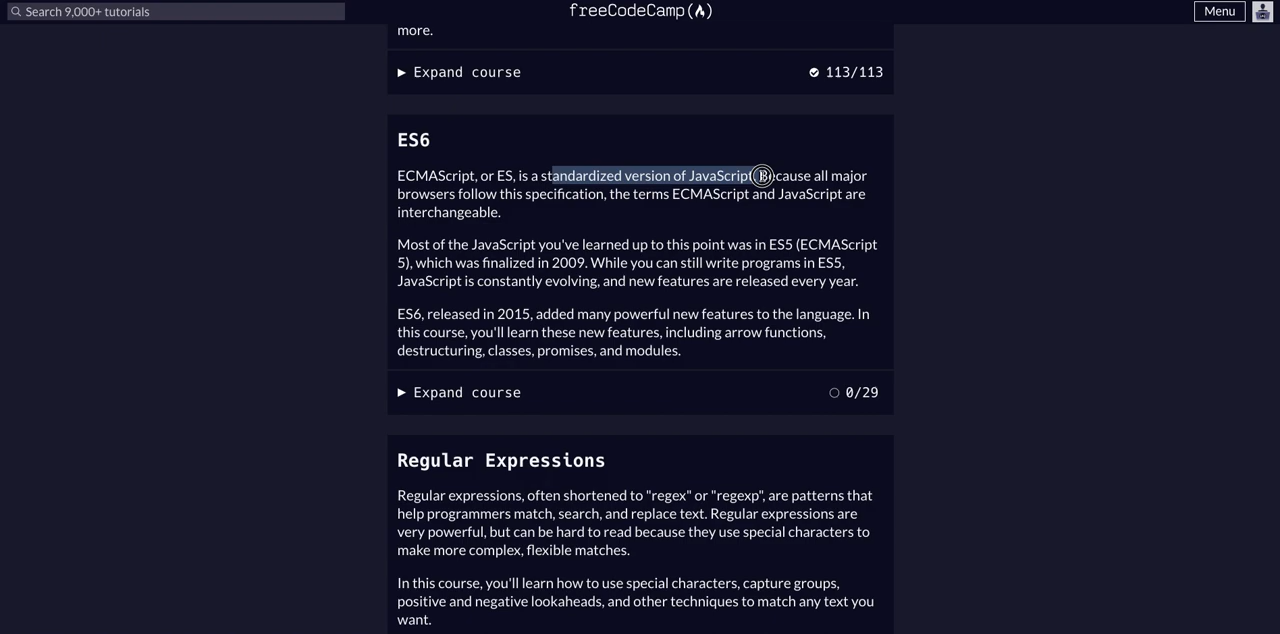 Search 9,000+ tutorials
freeCodeCamp
Menu
more.
Expand course
113/113
ES6
ECMAScript, or ES, is a standardized version of JavaScript. Because all major
browsers follow this specification, the terms ECMAScript and JavaScript are
interchangeable.
Most of the JavaScript you've learned up to this point was in ES5 (ECMAScript
5), which was finalized in 2009. While you can still write programs in ES5,
JavaScript is constantly evolving, and new features are released every year.
ES6, released in 2015, added many powerful new features to the language. In
this course, you'll learn these new features, including arrow functions,
destructuring, classes, promises, and modules.
Expand course
0/29
Regular Expressions
Regular expressions, often shortened to "regex" or "regexp", are patterns that
help programmers match, search, and replace text. Regular expressions are
very powerful, but can be hard to read because they use special characters to
make more complex, flexible matches.
In this course, you'll learn how to use special characters, capture groups,
positive and negative lookaheads, and other techniques to match any text you
want.